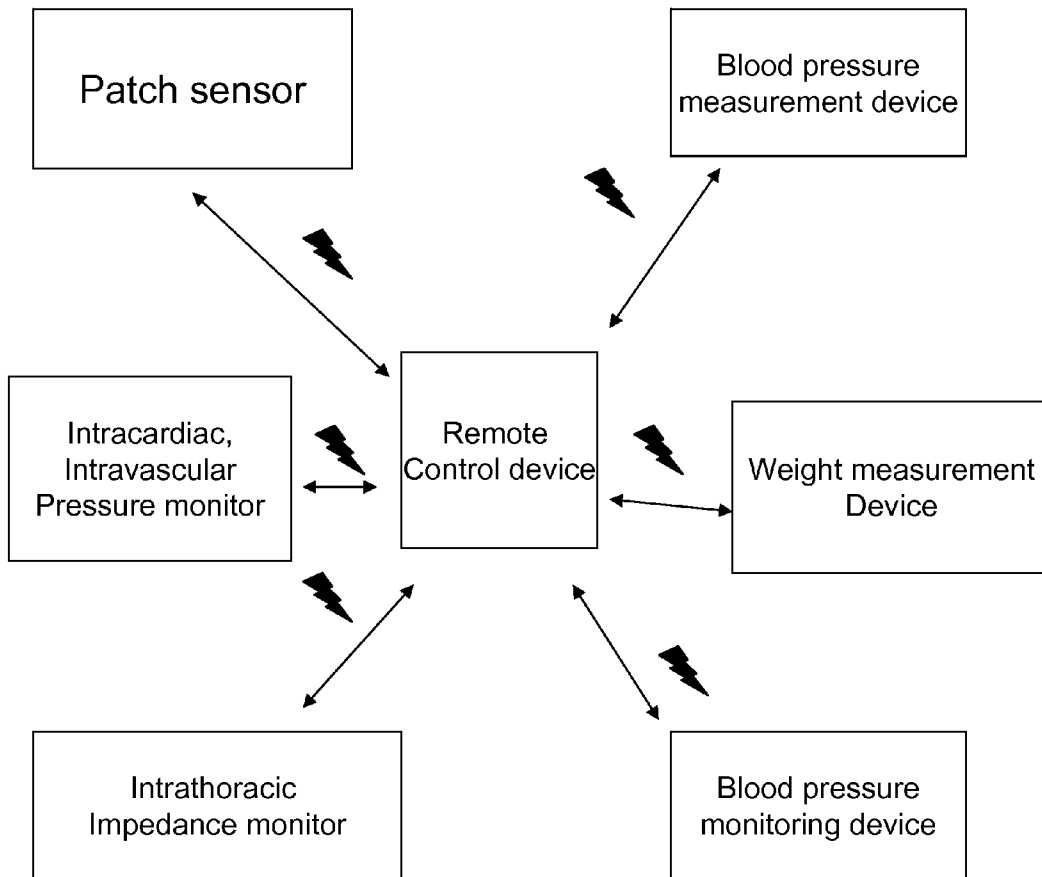 Patch sensor
Blood pressure
measurement device
Intracardiac,
Intravascular
Pressure monitor
Remote
Control device
Weight measurement
Device
Intrathoracic
Impedance monitor
Blood pressure
monitoring device